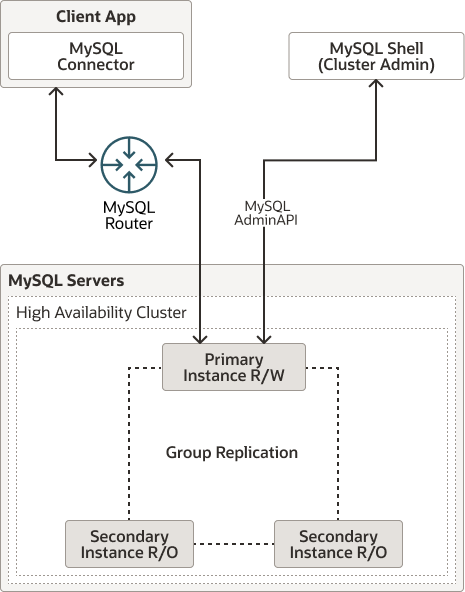 Client App
MySQL
Connector
MySQL Shell
(Cluster Admin)
MySQL
Router
MySQL
AdminAPI
MySQL Servers
High Availability Cluster
Primary
Instance R/W
Group Replication
Secondary
Instance R/O
Secondary
Instance R/O